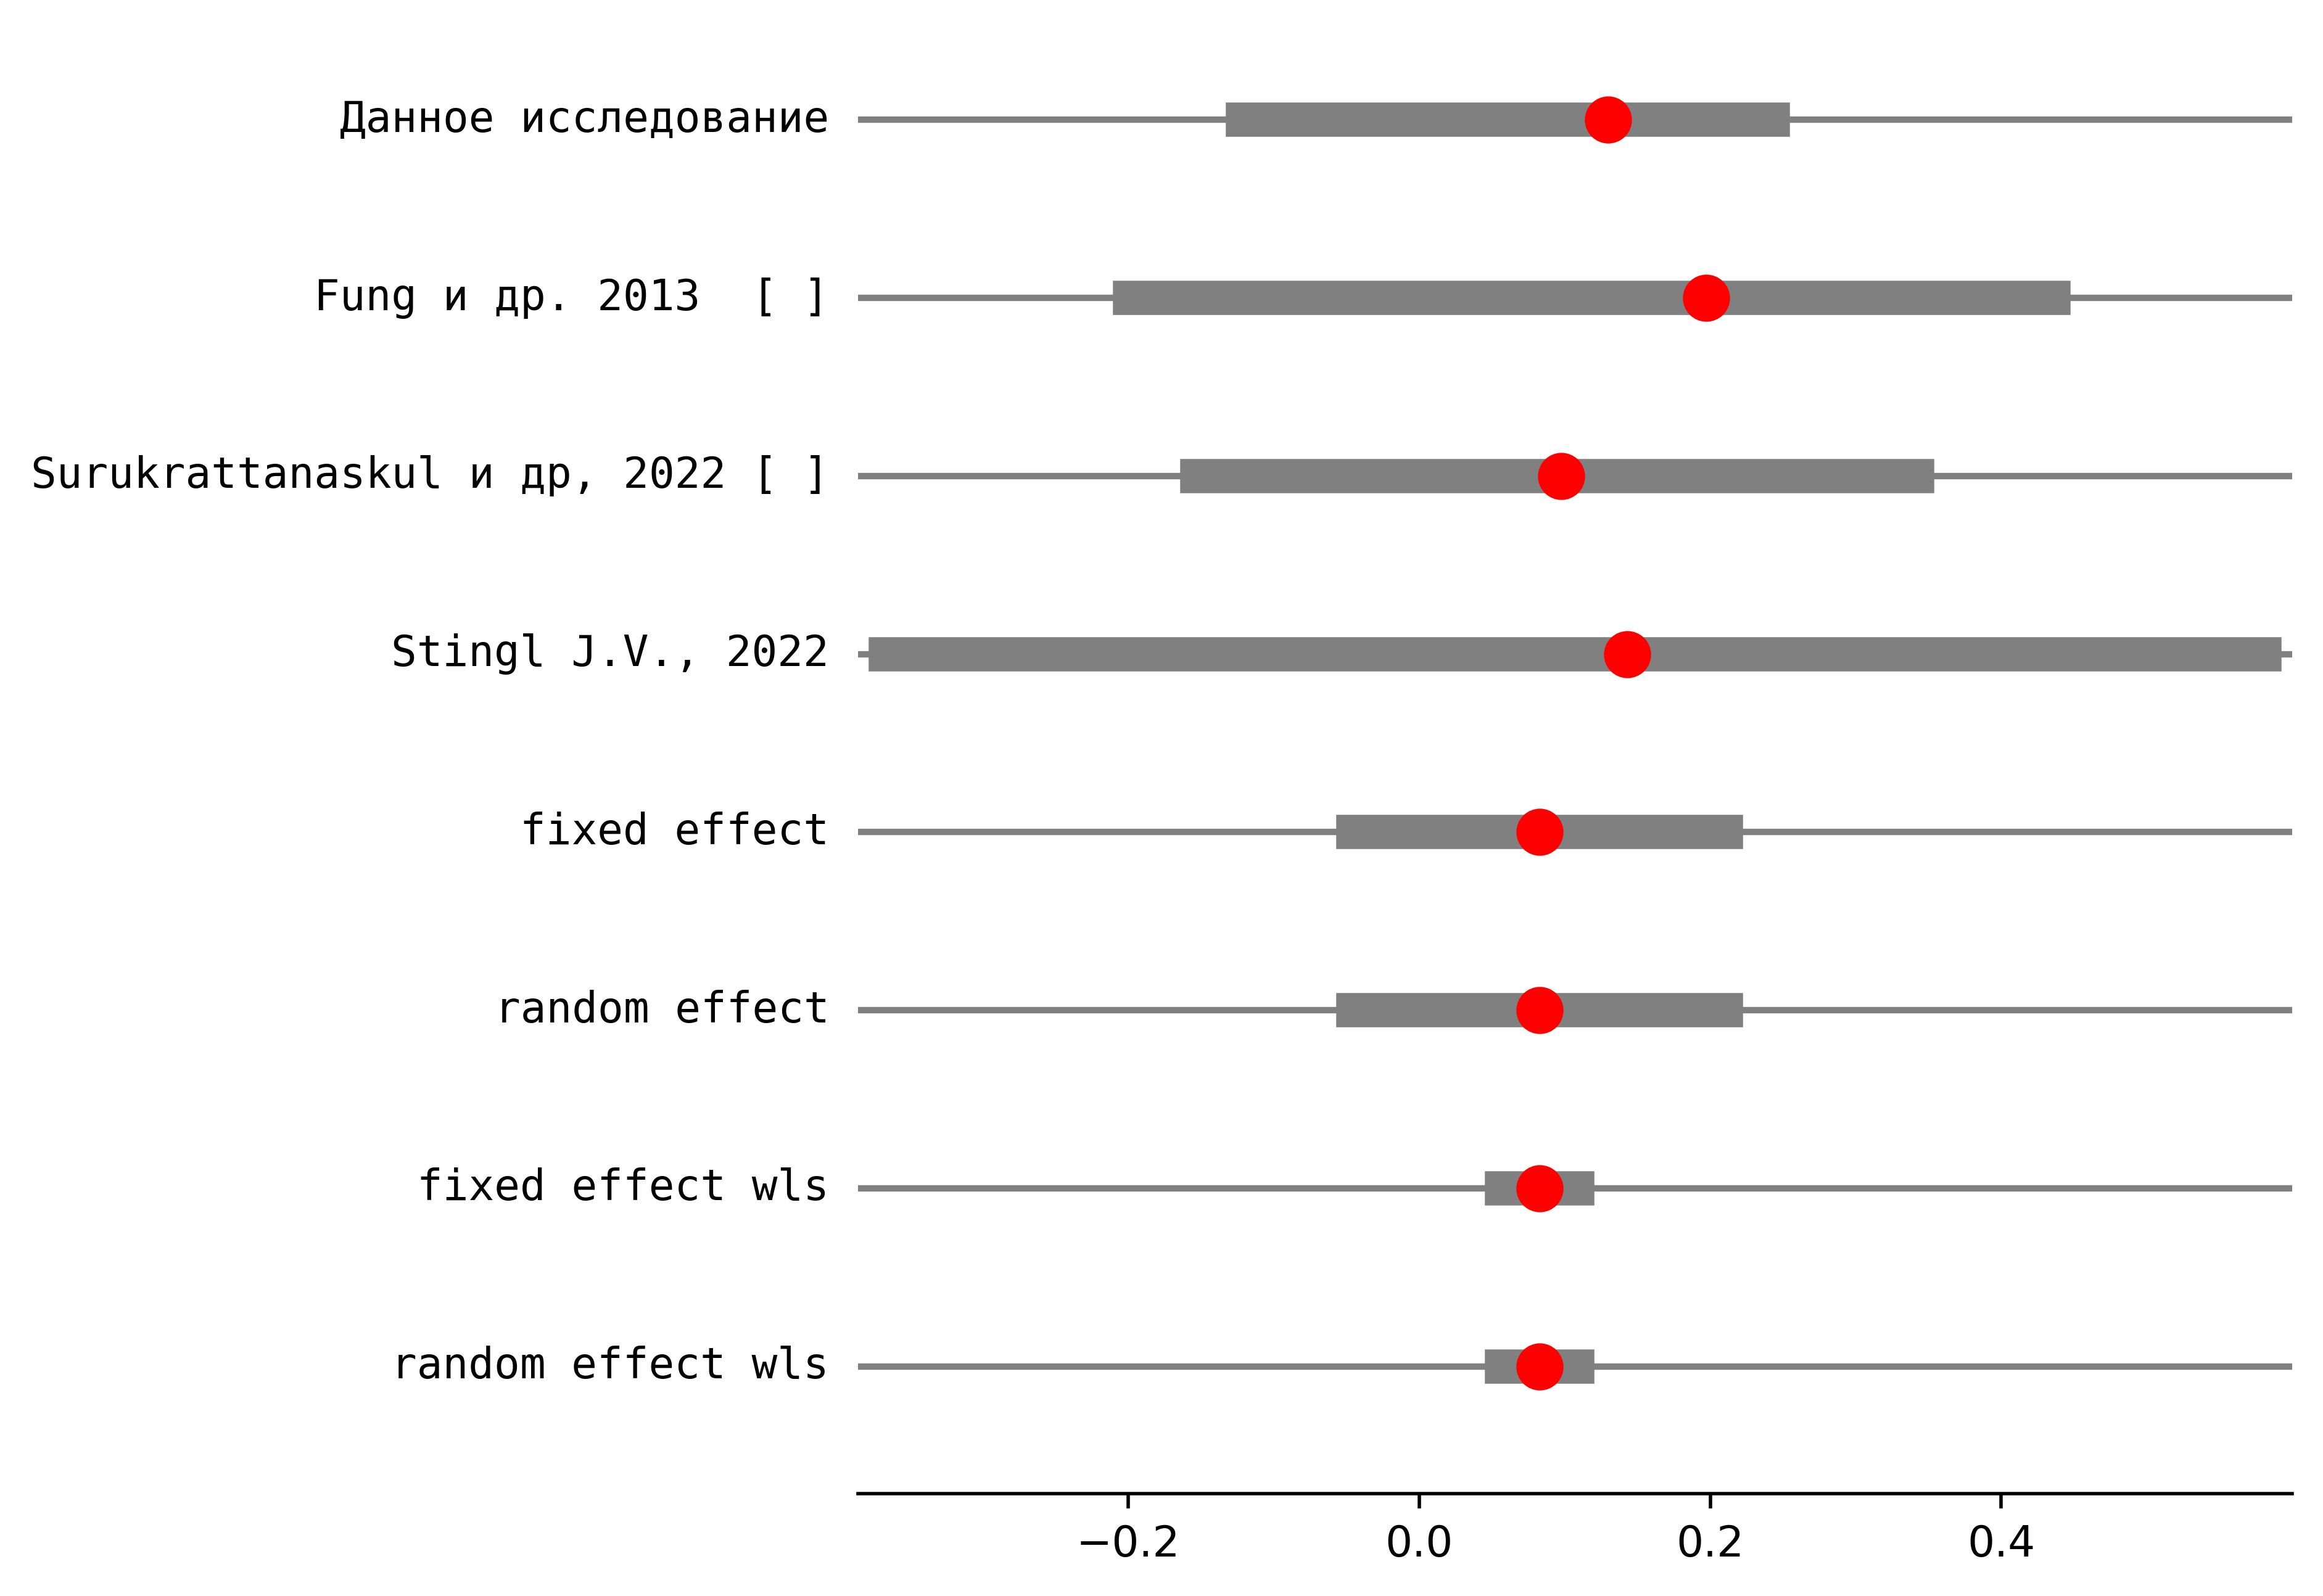 Данное исследование
Fung и др. 2013  [ ]
Surukrattanaskul и др, 2022 [ ]
Stingl J.V., 2022
fixed effect
random effect
fixed effect wls
random effect wls
−0.2 0.0 0.2 0.4